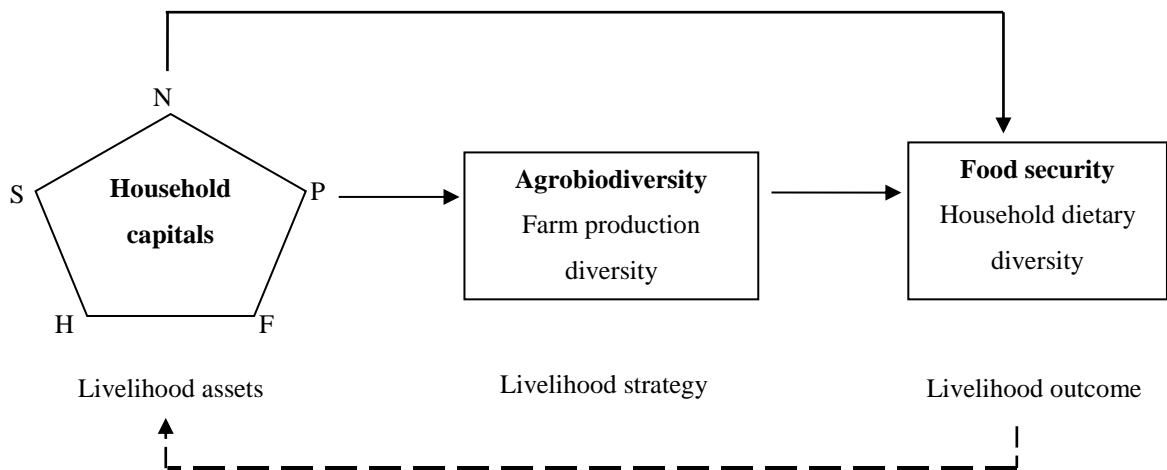 N
S
Household
capitals
P
H
F
Agrobiodiversity
Farm production
diversity
Food security
Household dietary
diversity
Livelihood assets
Livelihood strategy
Livelihood outcome